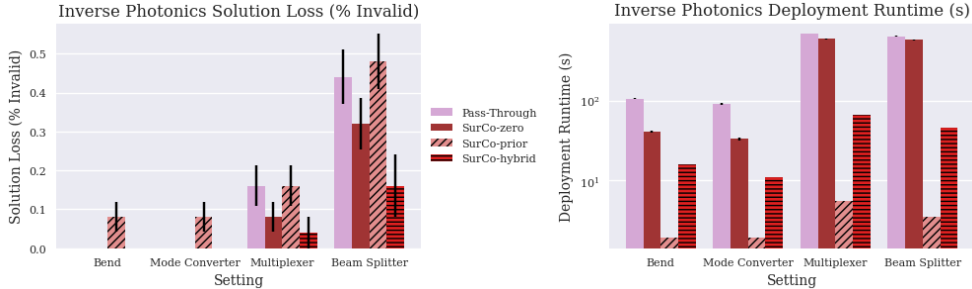 Inverse Photonics Solution Loss (% Invalid)
Solution Loss (% Invalid)
0.5
0.4
0.3
0.2
0.1
0.0
Bend
Mode Converter
Multiplexer
Beam Splitter
Setting
Pass-Through
SurCo-zero
SurCo-prior
SurCo-hybrid
Inverse Photonics Deployment Runtime (s)
Deployment Runtime (s)
10²
10¹
Bend
Mode Converter
Multiplexer
Beam Splitter
Setting